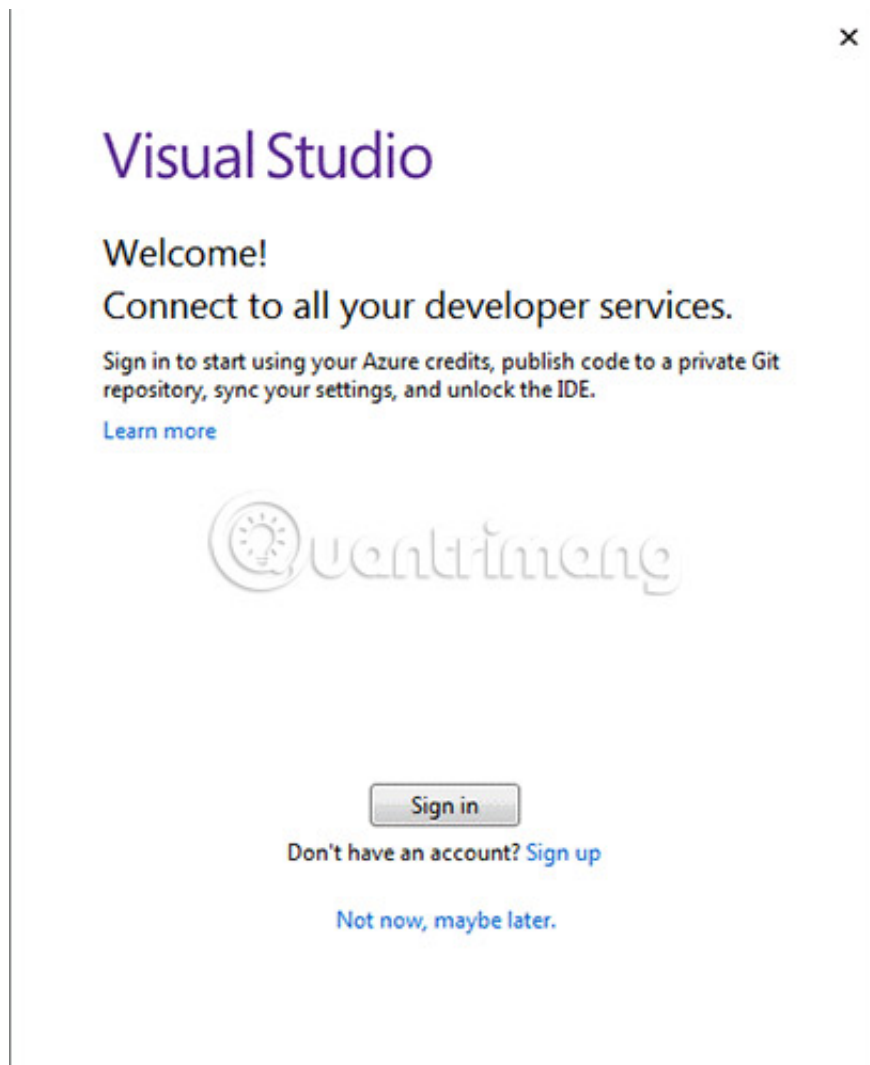 Visual Studio
Welcome!
Connect to all your developer services.
Sign in to start using your Azure credits, publish code to a private Git
repository, sync your settings, and unlock the IDE.
Learn more
Quantrimang
Sign in
Don't have an account? Sign up
Not now, maybe later.